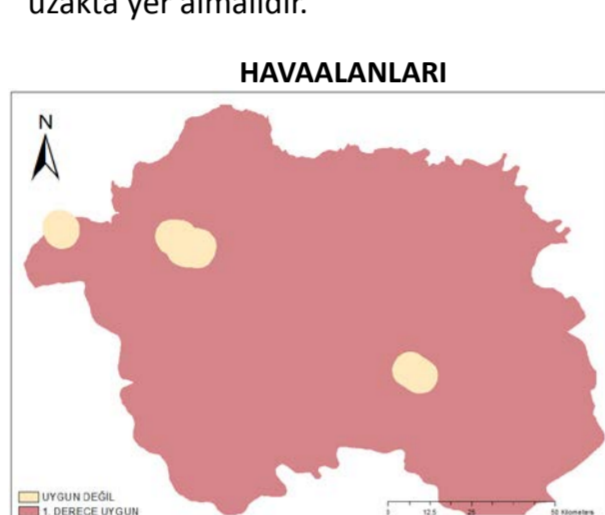 uzakta yer almalıdır.
HAVAALANLARI
N
UYGUN DEĞİL
1. DERECE UYGUN
0 12.5 25 50 Kilometers